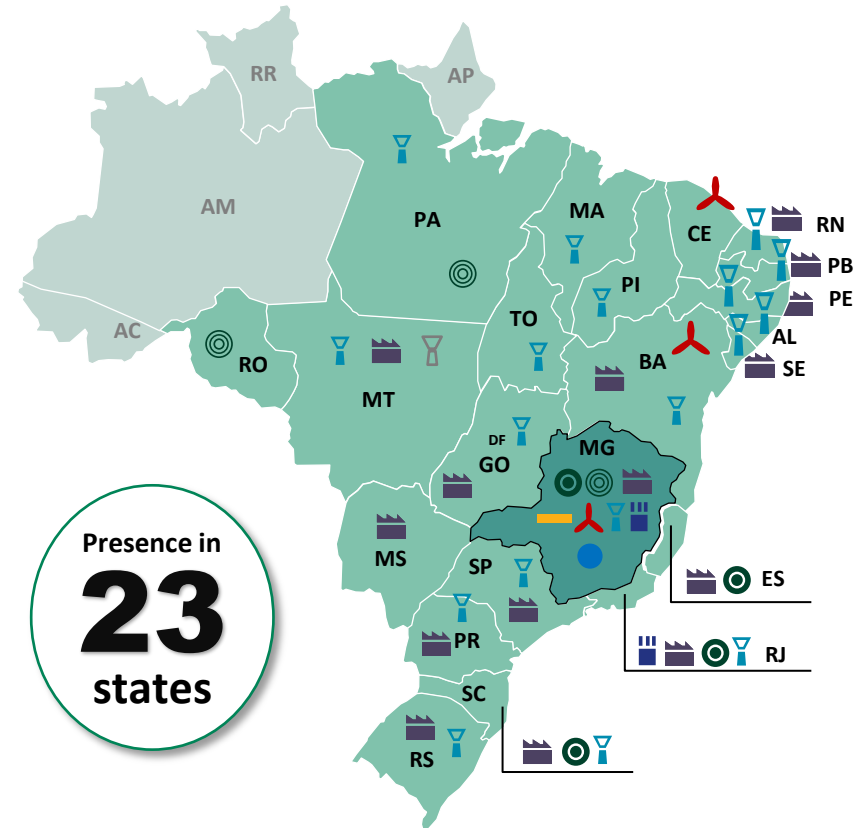 RR
AP
AM
PA
MA
CE
RN
PB
PI
PE
TO
AL
AC
BA
SE
RO
MT
DF
MG
GO
Presence in
23
states
MS
SP
ES
PR
RJ
SC
RS